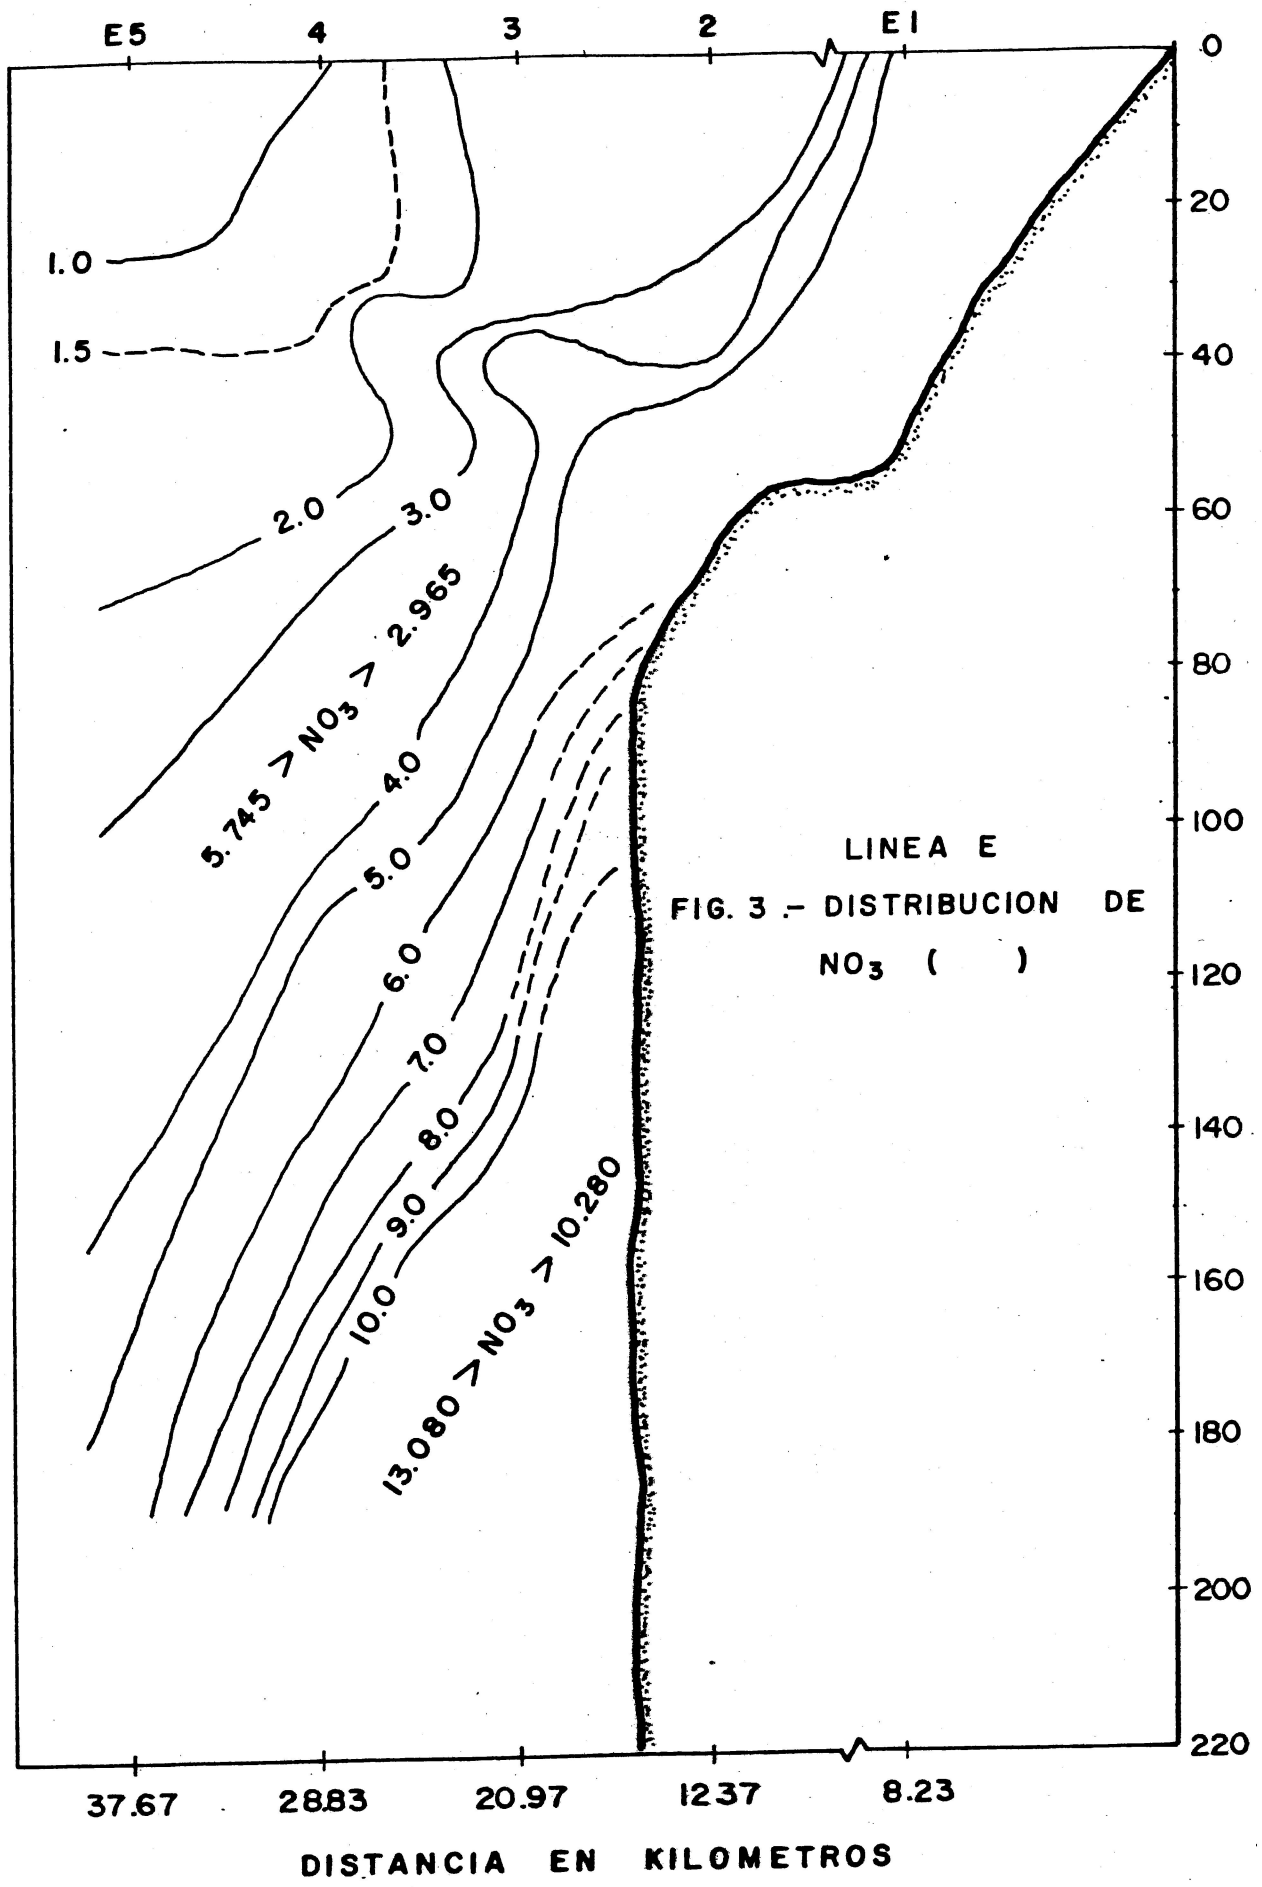 E5 4 3 2 E1
0
20
40
60
80
100
120
140
160
180
200
220
1.0
1.5
2.0
3.0
5.745 > NO3 > 2.965
4.0
5.0
6.0
7.0
8.0
9.0
10.0
13.080 > NO3 > 10.280
LINEA E
FIG. 3.- DISTRIBUCION DE
NO3 ( )
37.67 28.83 20.97 12.37 8.23
DISTANCIA EN KILOMETROS